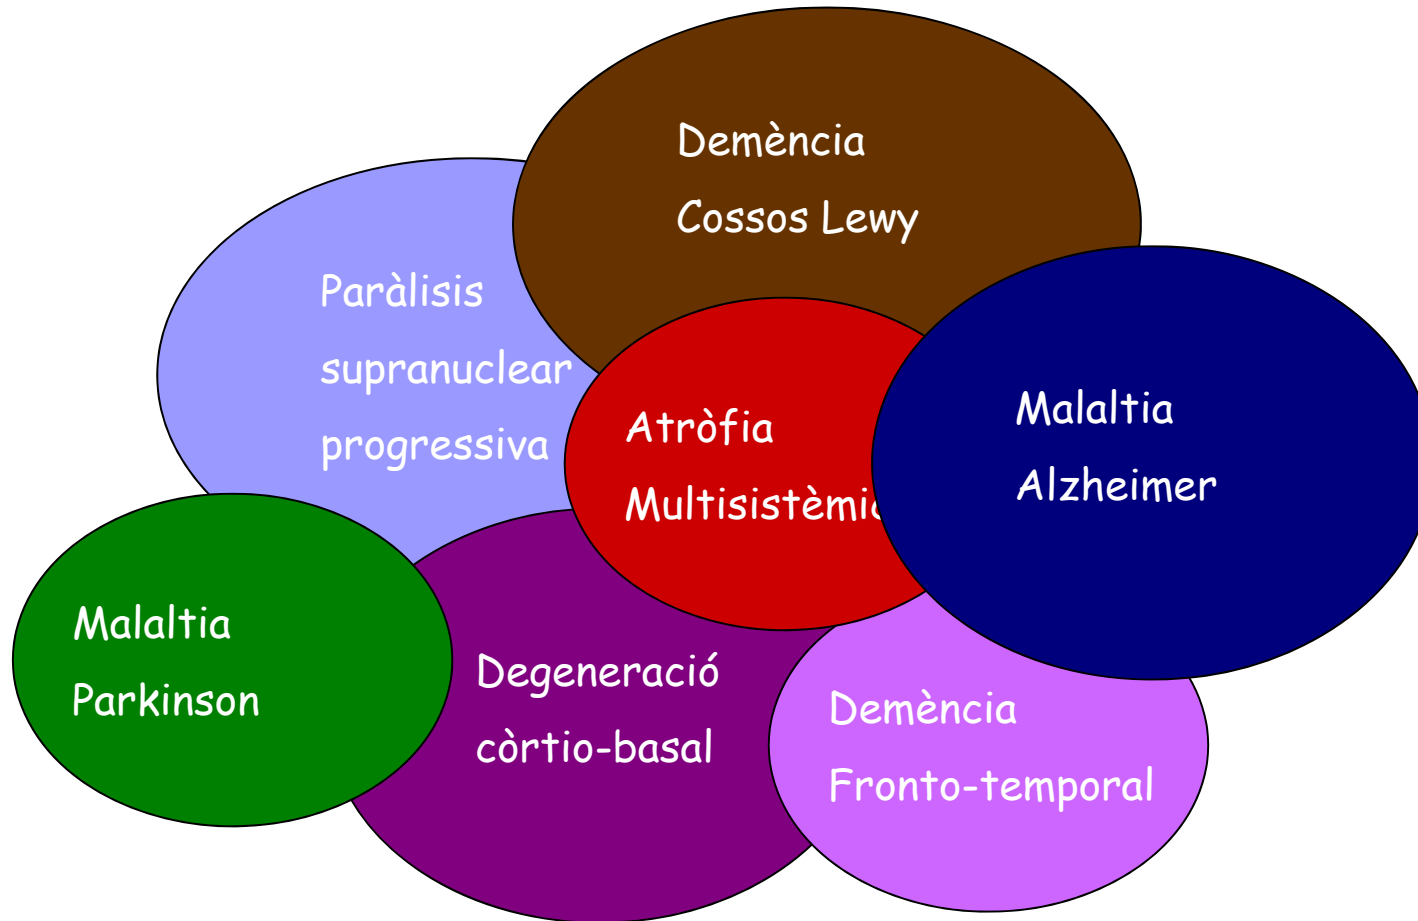 Demència
Cossos Lewy
Paràlisis
supranuclear
progressiva
Atròfia
Malaltia
Alzheimer
Malaltia
Parkinson
Degeneració
còrtio-basal
Demència
Fronto-temporal